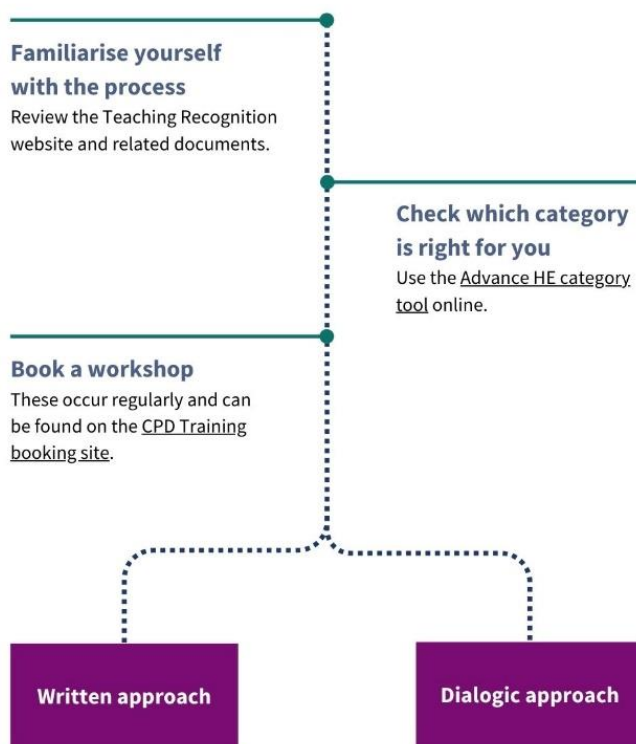 Familiarise yourself
with the process
Review the Teaching Recognition
website and related documents.
Check which category
is right for you
Use the Advance HE category
tool online.
Book a workshop
These occur regularly and can
be found on the CPD Training
booking site.
Written approach
Dialogic approach